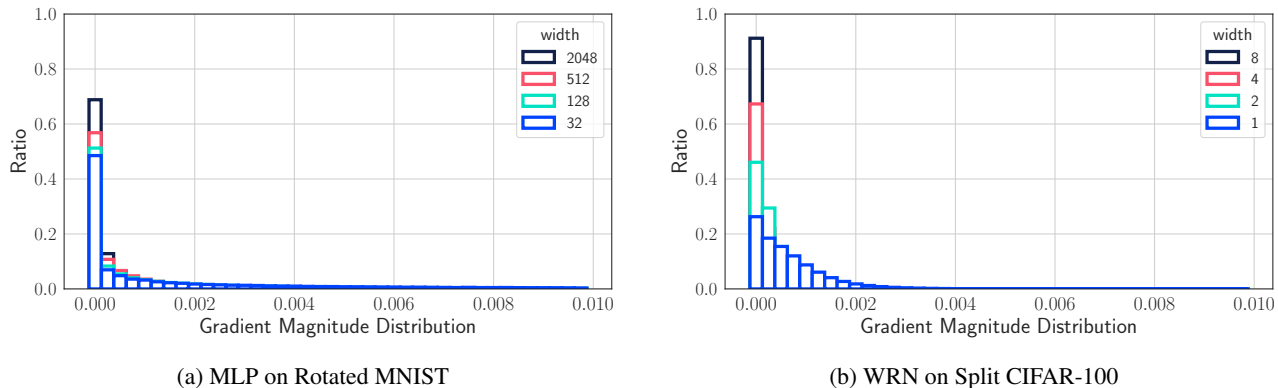 1.0
0.8
0.6
0.4
0.2
0.0
Ratio
width
2048
512
128
32
0.000 0.002 0.004 0.006 0.008 0.010
Gradient Magnitude Distribution
(a) MLP on Rotated MNIST
1.0
0.8
0.6
0.4
0.2
0.0
Ratio
width
8
4
2
1
0.000 0.002 0.004 0.006 0.008 0.010
Gradient Magnitude Distribution
(b) WRN on Split CIFAR-100